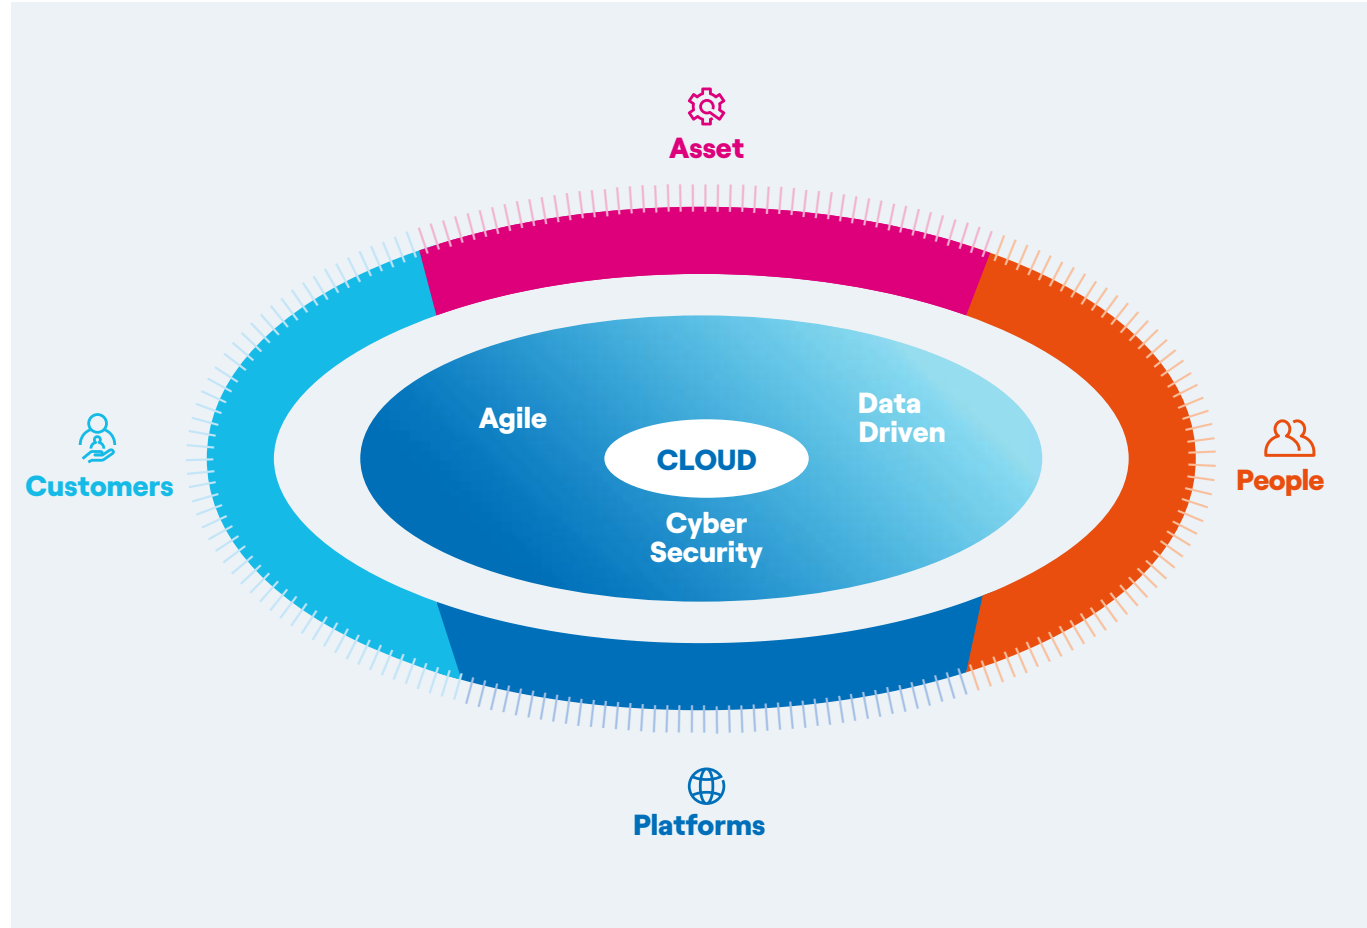 Asset
Agile
Data
Driven
CLOUD
Customers
People
Cyber
Security
Platforms